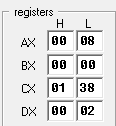 registers
H L
AX 00 08
BX 00 00
CX 01 38
DX 00 02